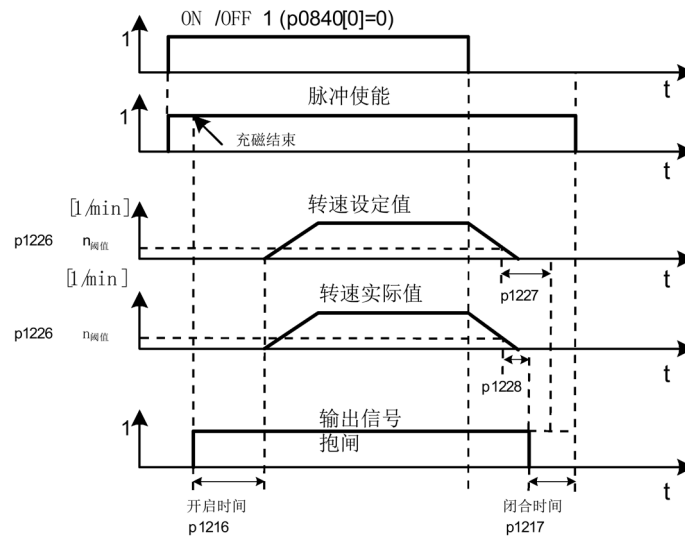 ON /OFF 1 (p0840[0]=0)
1
t
脉冲使能
1
充磁结束
t
[1/min]
转速设定值
p1226 n阈值
t
[1/min]
p1227
转速实际值
p1226 n阈值
t
p1228
输出信号
1
抱闸
t
开启时间
p1216
闭合时间
p1217